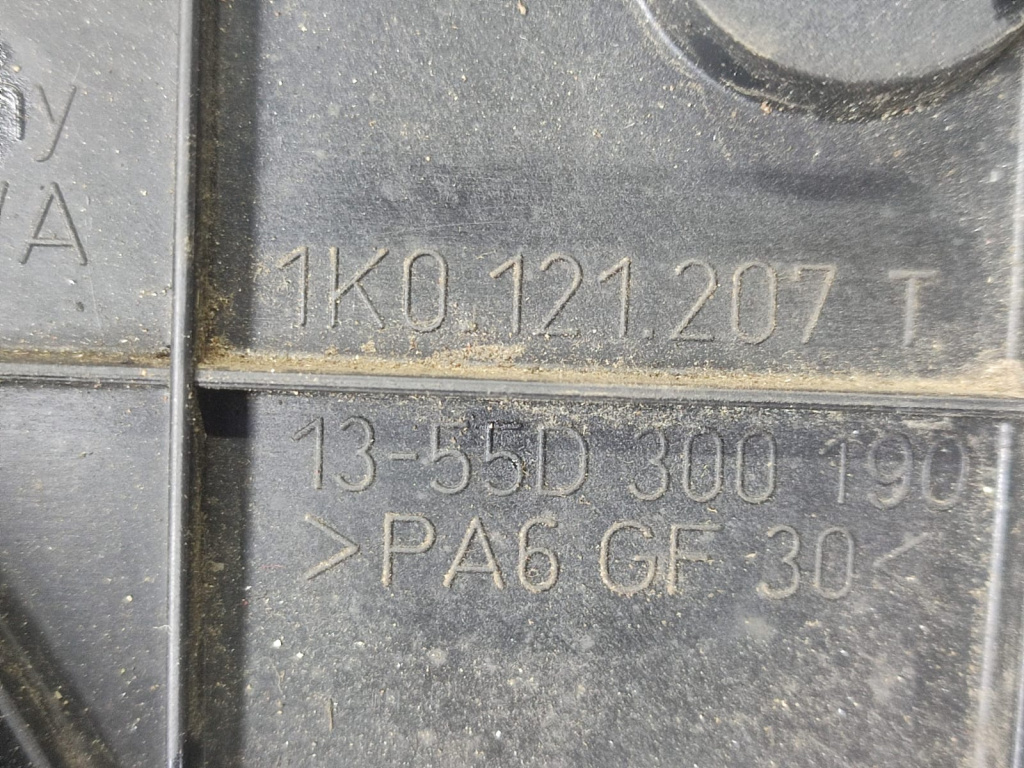 1K0.121.207 T
13-55D 300 190
>PA6 GF 30<